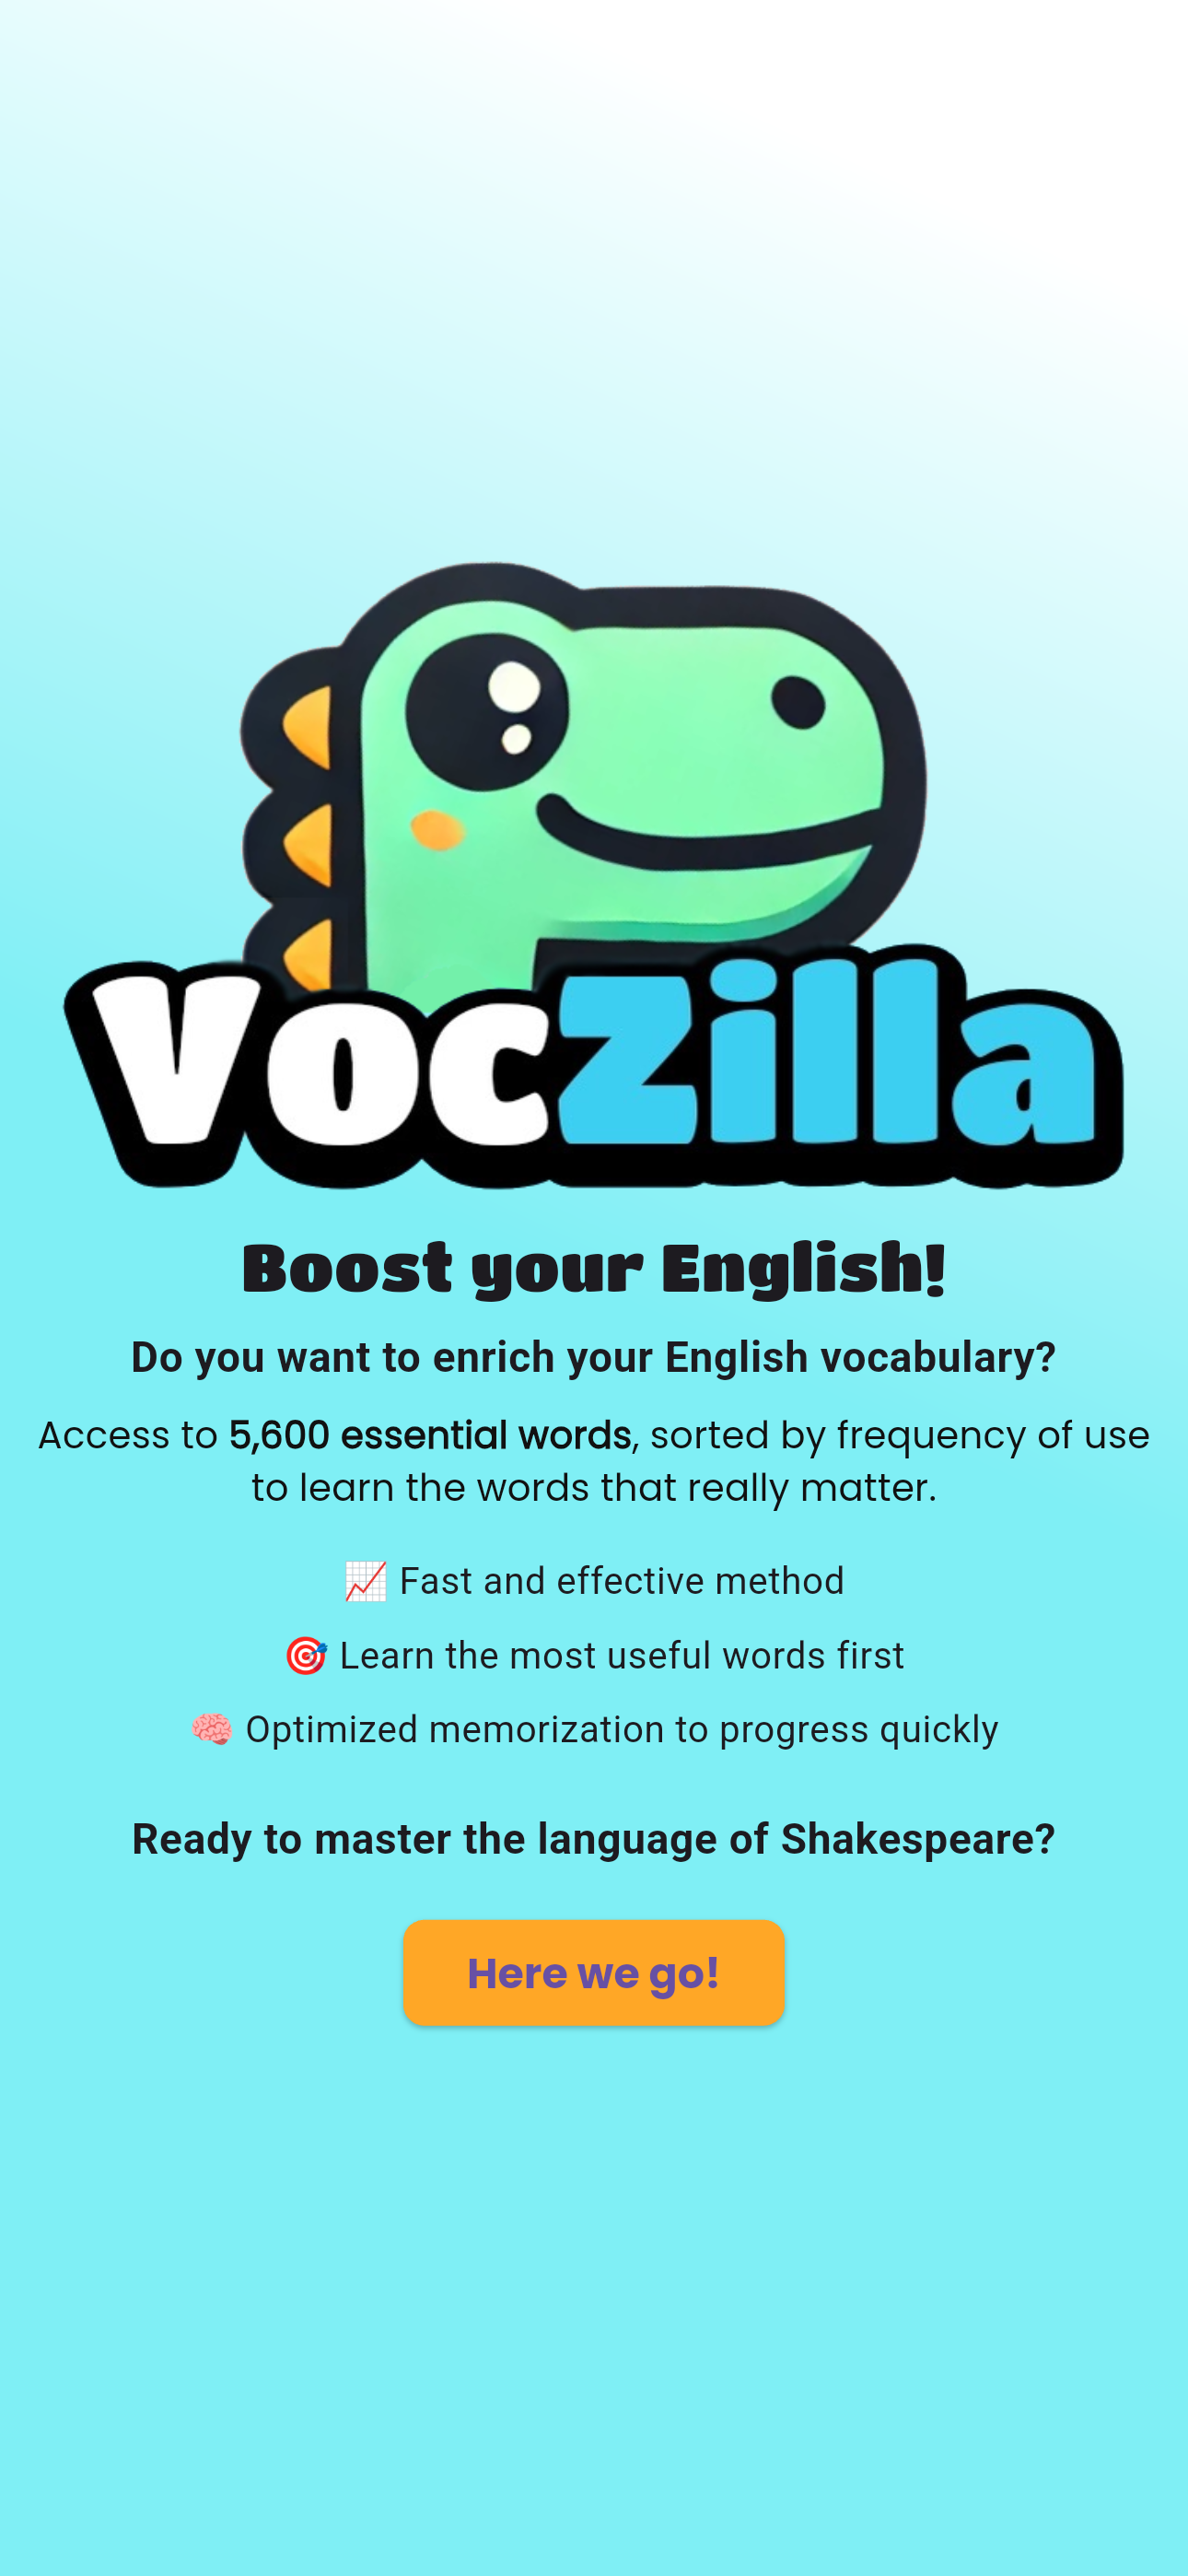 VocZilla
Boost your English!
Do you want to enrich your English vocabulary?
Access to 5,600 essential words, sorted by frequency of use
to learn the words that really matter.
📈 Fast and effective method
🎯 Learn the most useful words first
🧠 Optimized memorization to progress quickly
Ready to master the language of Shakespeare?
Here we go!